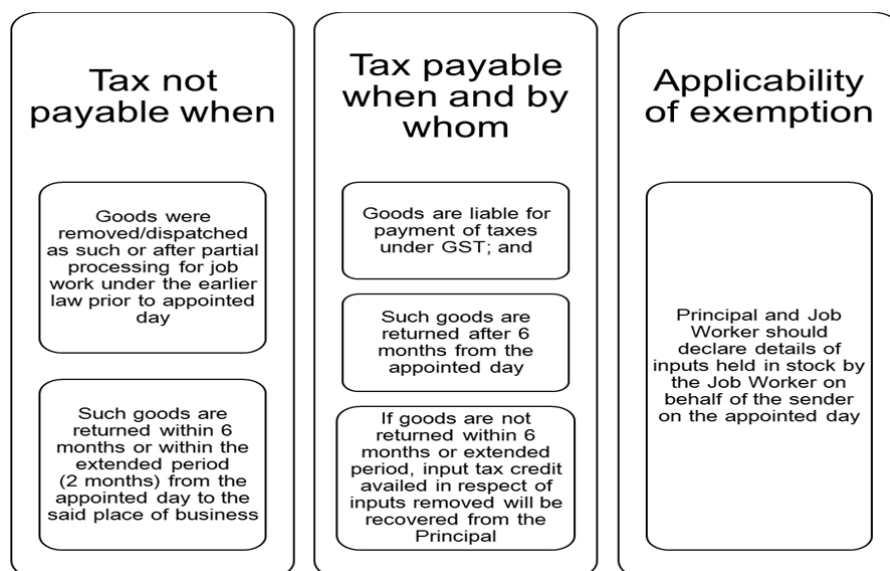 Tax not
payable when
Goods were
removed/dispatched
as such or after partial
processing for job
work under the earlier
law prior to appointed
day
Such goods are
returned within 6
months or within the
extended period
(2 months) from the
appointed day to the
said place of business
Tax payable
when and by
whom
Goods are liable for
payment of taxes
under GST; and
Such goods are
returned after 6
months from the
appointed day
If goods are not
returned within 6
months or extended
period, input tax credit
availed in respect of
inputs removed will be
recovered from the
Principal
Applicability
of exemption
Principal and Job
Worker should
declare details of
inputs held in stock by
the Job Worker on
behalf of the sender
on the appointed day